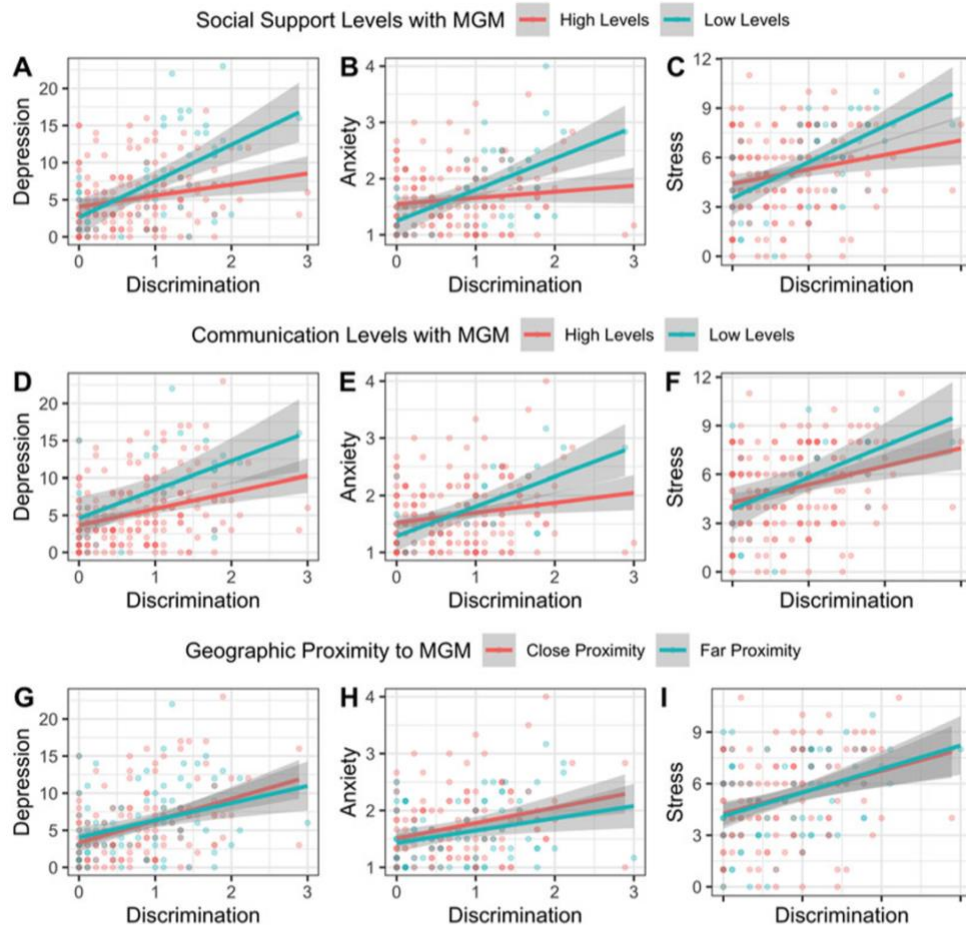 Social Support Levels with MGM High Levels Low Levels
A B C
Depression 20 15 10 5 0
Anxiety 4 3 2 1
Stress 12 9 6 3 0
0 1 2 3 0 1 2 3
Discrimination Discrimination Discrimination
Communication Levels with MGM High Levels Low Levels
D E F
Depression 20 15 10 5 0
Anxiety 4 3 2 1
Stress 12 9 6 3 0
0 1 2 3 0 1 2 3
Discrimination Discrimination Discrimination
Geographic Proximity to MGM Close Proximity Far Proximity
G H I
Depression 20 15 10 5 0
Anxiety 4 3 2 1
Stress 9 6 3 0
0 1 2 3 0 1 2 3
Discrimination Discrimination Discrimination